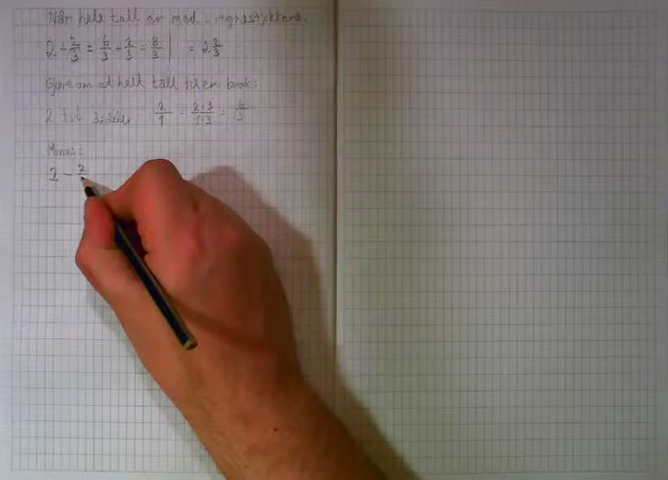 Når hele tall er med i regnestykkene.
2 + 2/3 = 6/3 + 2/3 = 8/3 | = 2 2/3
Gjøre om et helt tall til en brøk:
2 til 3-deler 2/1 = 2·3/1·3 = 6/3
Minus:
2 - 2